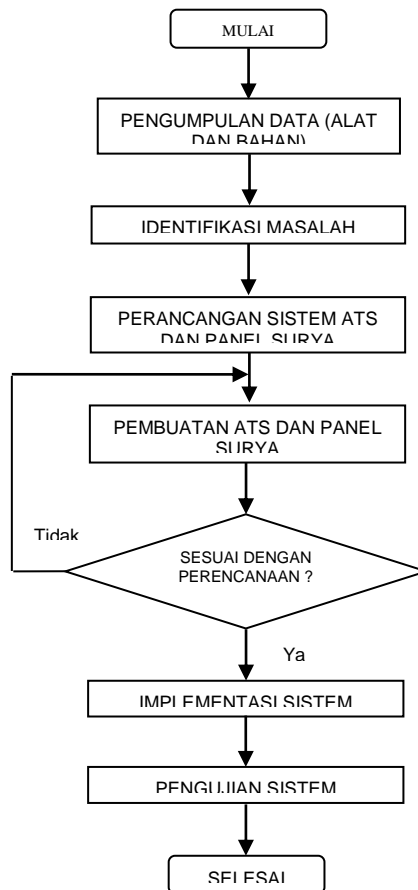 MULAI
PENGUMPULAN DATA (ALAT
DAN BAHAN)
IDENTIFIKASI MASALAH
PERANCANGAN SISTEM ATS
DAN PANEL SURYA
PEMBUATAN ATS DAN PANEL
SURYA
Tidak
SESUAI DENGAN
PERENCANAAN ?
Ya
IMPLEMENTASI SISTEM
PENGUJIAN SISTEM
SELESAI